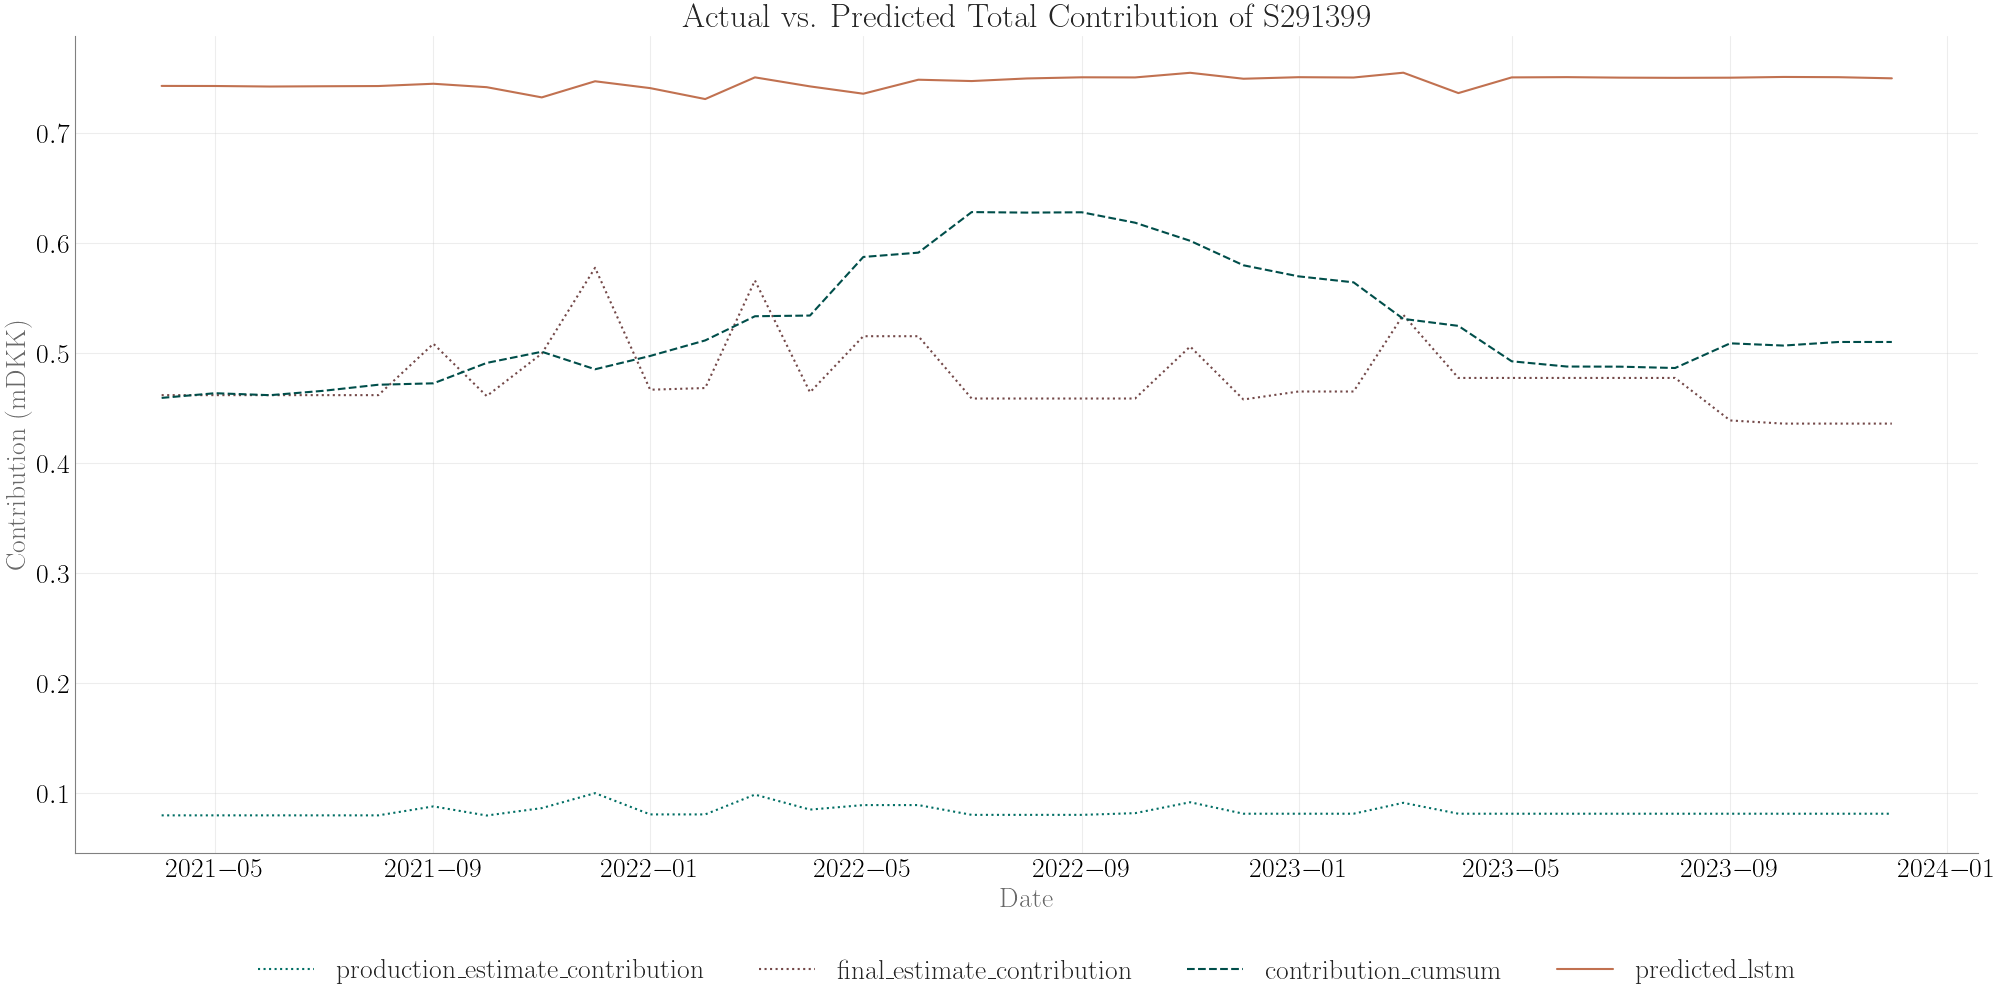 Actual vs. Predicted Total Contribution of S291399
Contribution (mDKK)
0.7
0.6
0.5
0.4
0.3
0.2
0.1
2021−05 2021−09 2022−01 2022−05 2022−09 2023−01 2023−05 2023−09 2024−01
Date
production_estimate_contribution final_estimate_contribution contribution_cumsum predicted_lstm